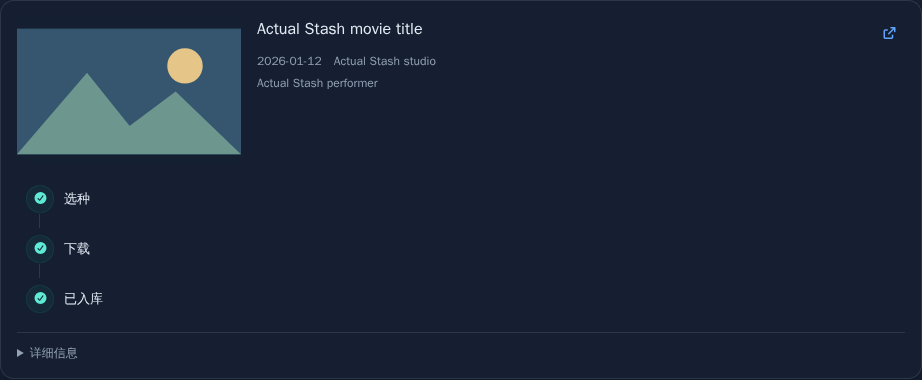 Actual Stash movie title
2026-01-12 Actual Stash studio
Actual Stash performer
选种
下载
已入库
详细信息